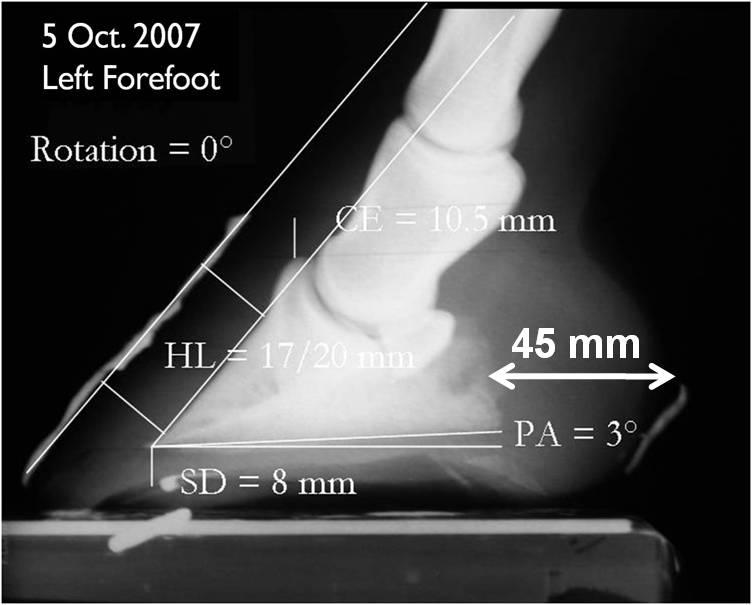 5 Oct. 2007
Left Forefoot
Rotation = 0°
CE = 10.5 mm
45 mm
HL = 17/20 mm
PA = 3°
SD = 8 mm